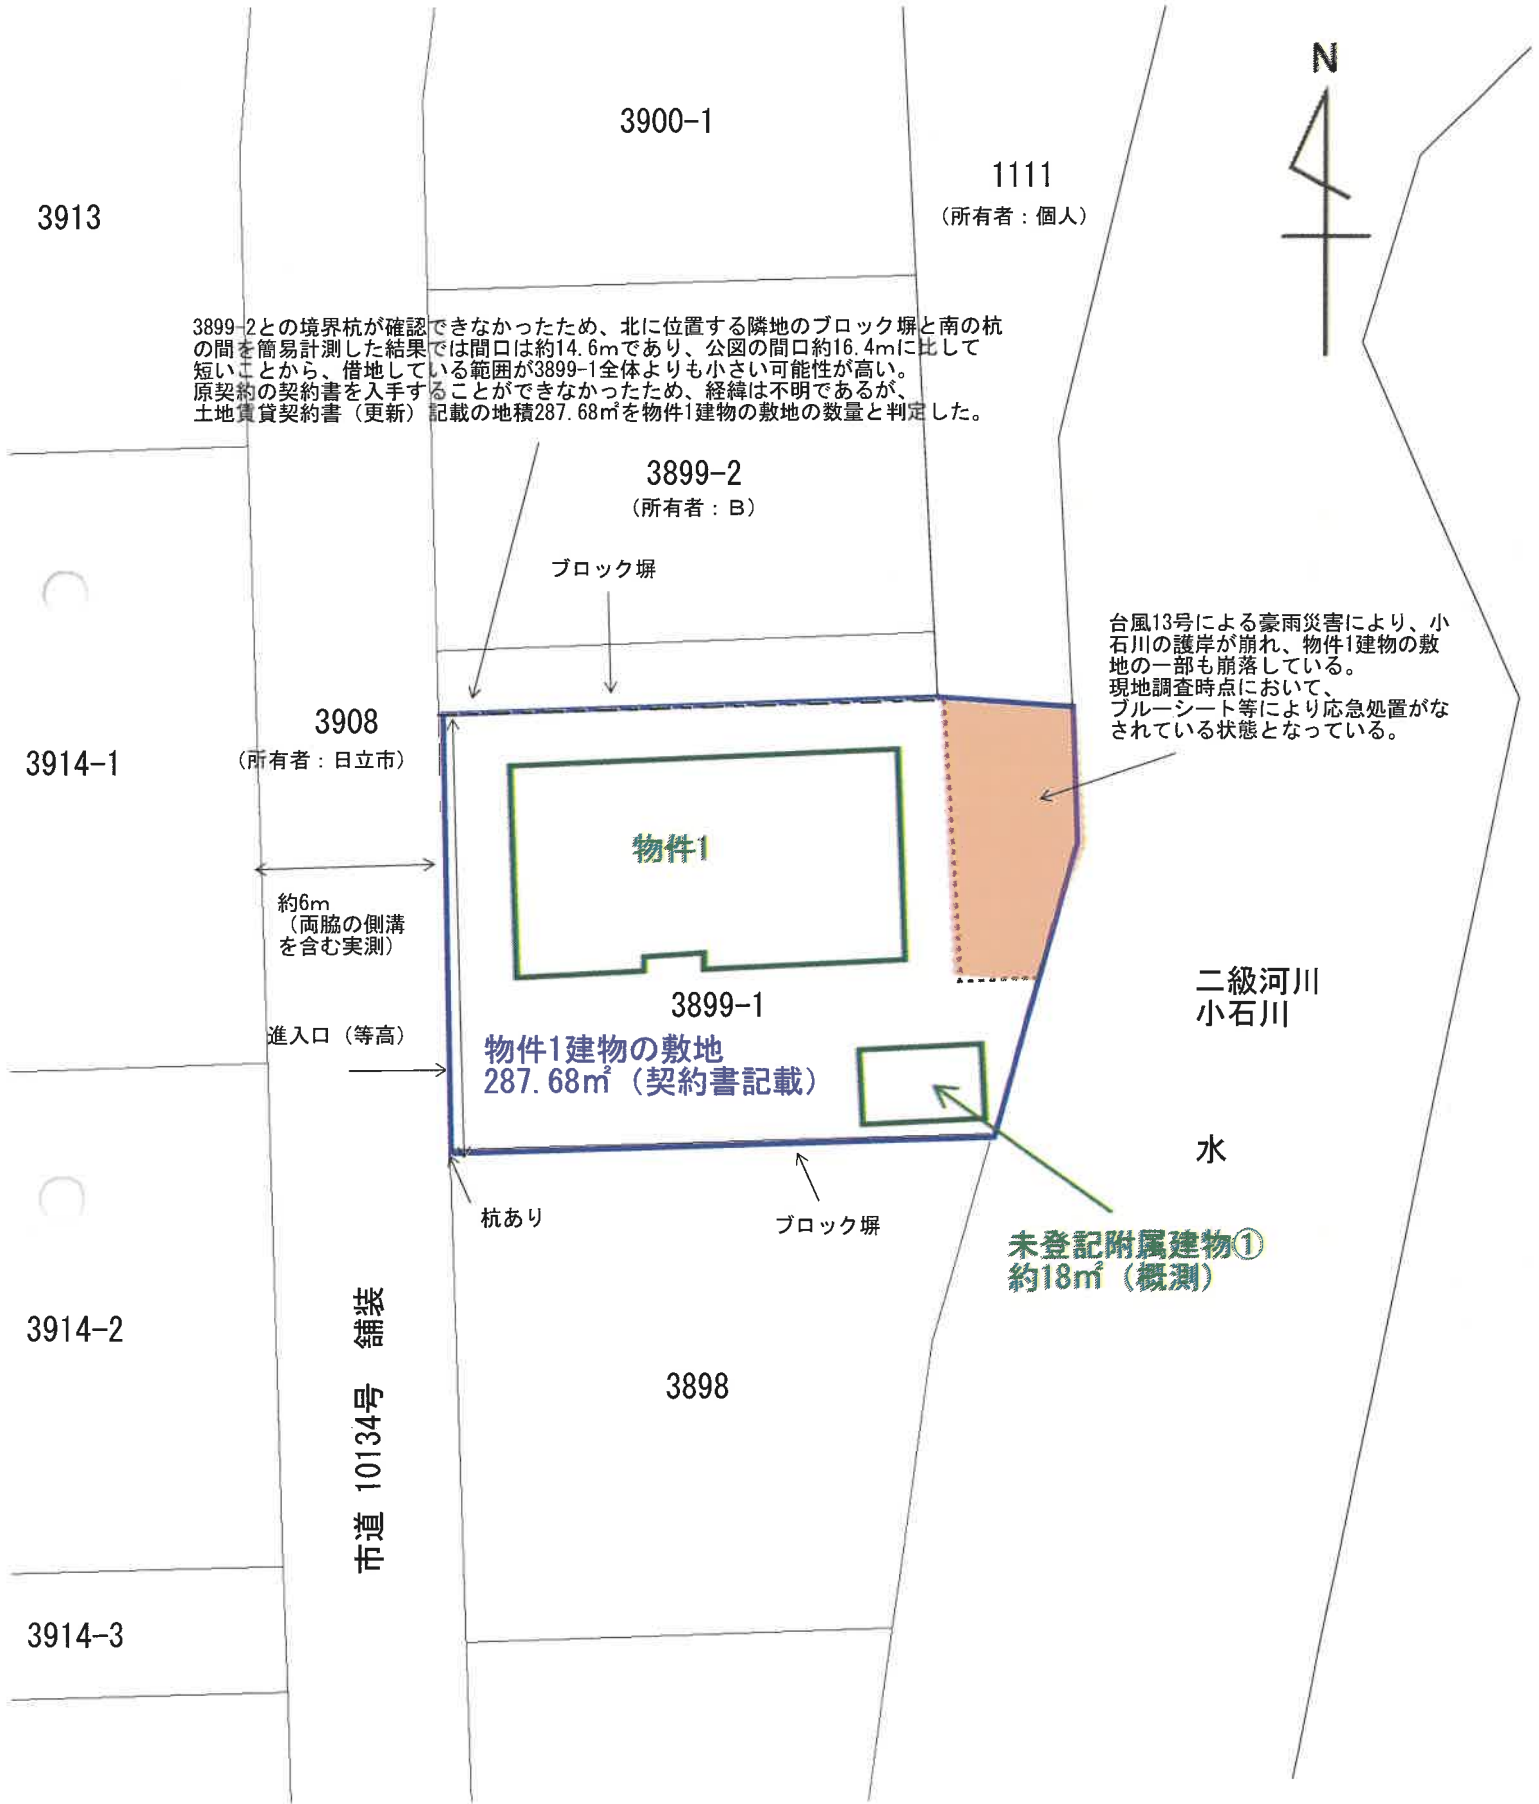 N
3900-1
1111
(所有者:個人)
3913
3899-2との境界杭が確認できなかったため、北に位置する隣地のブロック塀と南の杭
の間を簡易計測した結果では間口は約14.6mであり、公図の間口約16.4mに比して
短いことから、借地している範囲が3899-1全体よりも小さい可能性が高い。
原契約の契約書を入手することができなかったため、経緯は不明であるが、
土地賃貸契約書(更新)記載の地積287.68㎡を物件1建物の敷地の数量と判定した。
3899-2
(所有者:B)
ブロック塀
台風13号による豪雨災害により、小
石川の護岸が崩れ、物件1建物の敷
地の一部も崩落している。
現地調査時点において、
ブルーシート等により応急処置がな
されている状態となっている。
3908
(所有者:日立市)
3914-1
物件1
約6m
(両脇の側溝
を含む実測)
二級河川
小石川
3899-1
進入口(等高)
物件1建物の敷地
287.68㎡(契約書記載)
水
杭あり
ブロック塀
未登記附属建物①
約18㎡(概測)
3914-2
市道 10134号 舗装
3898
3914-3